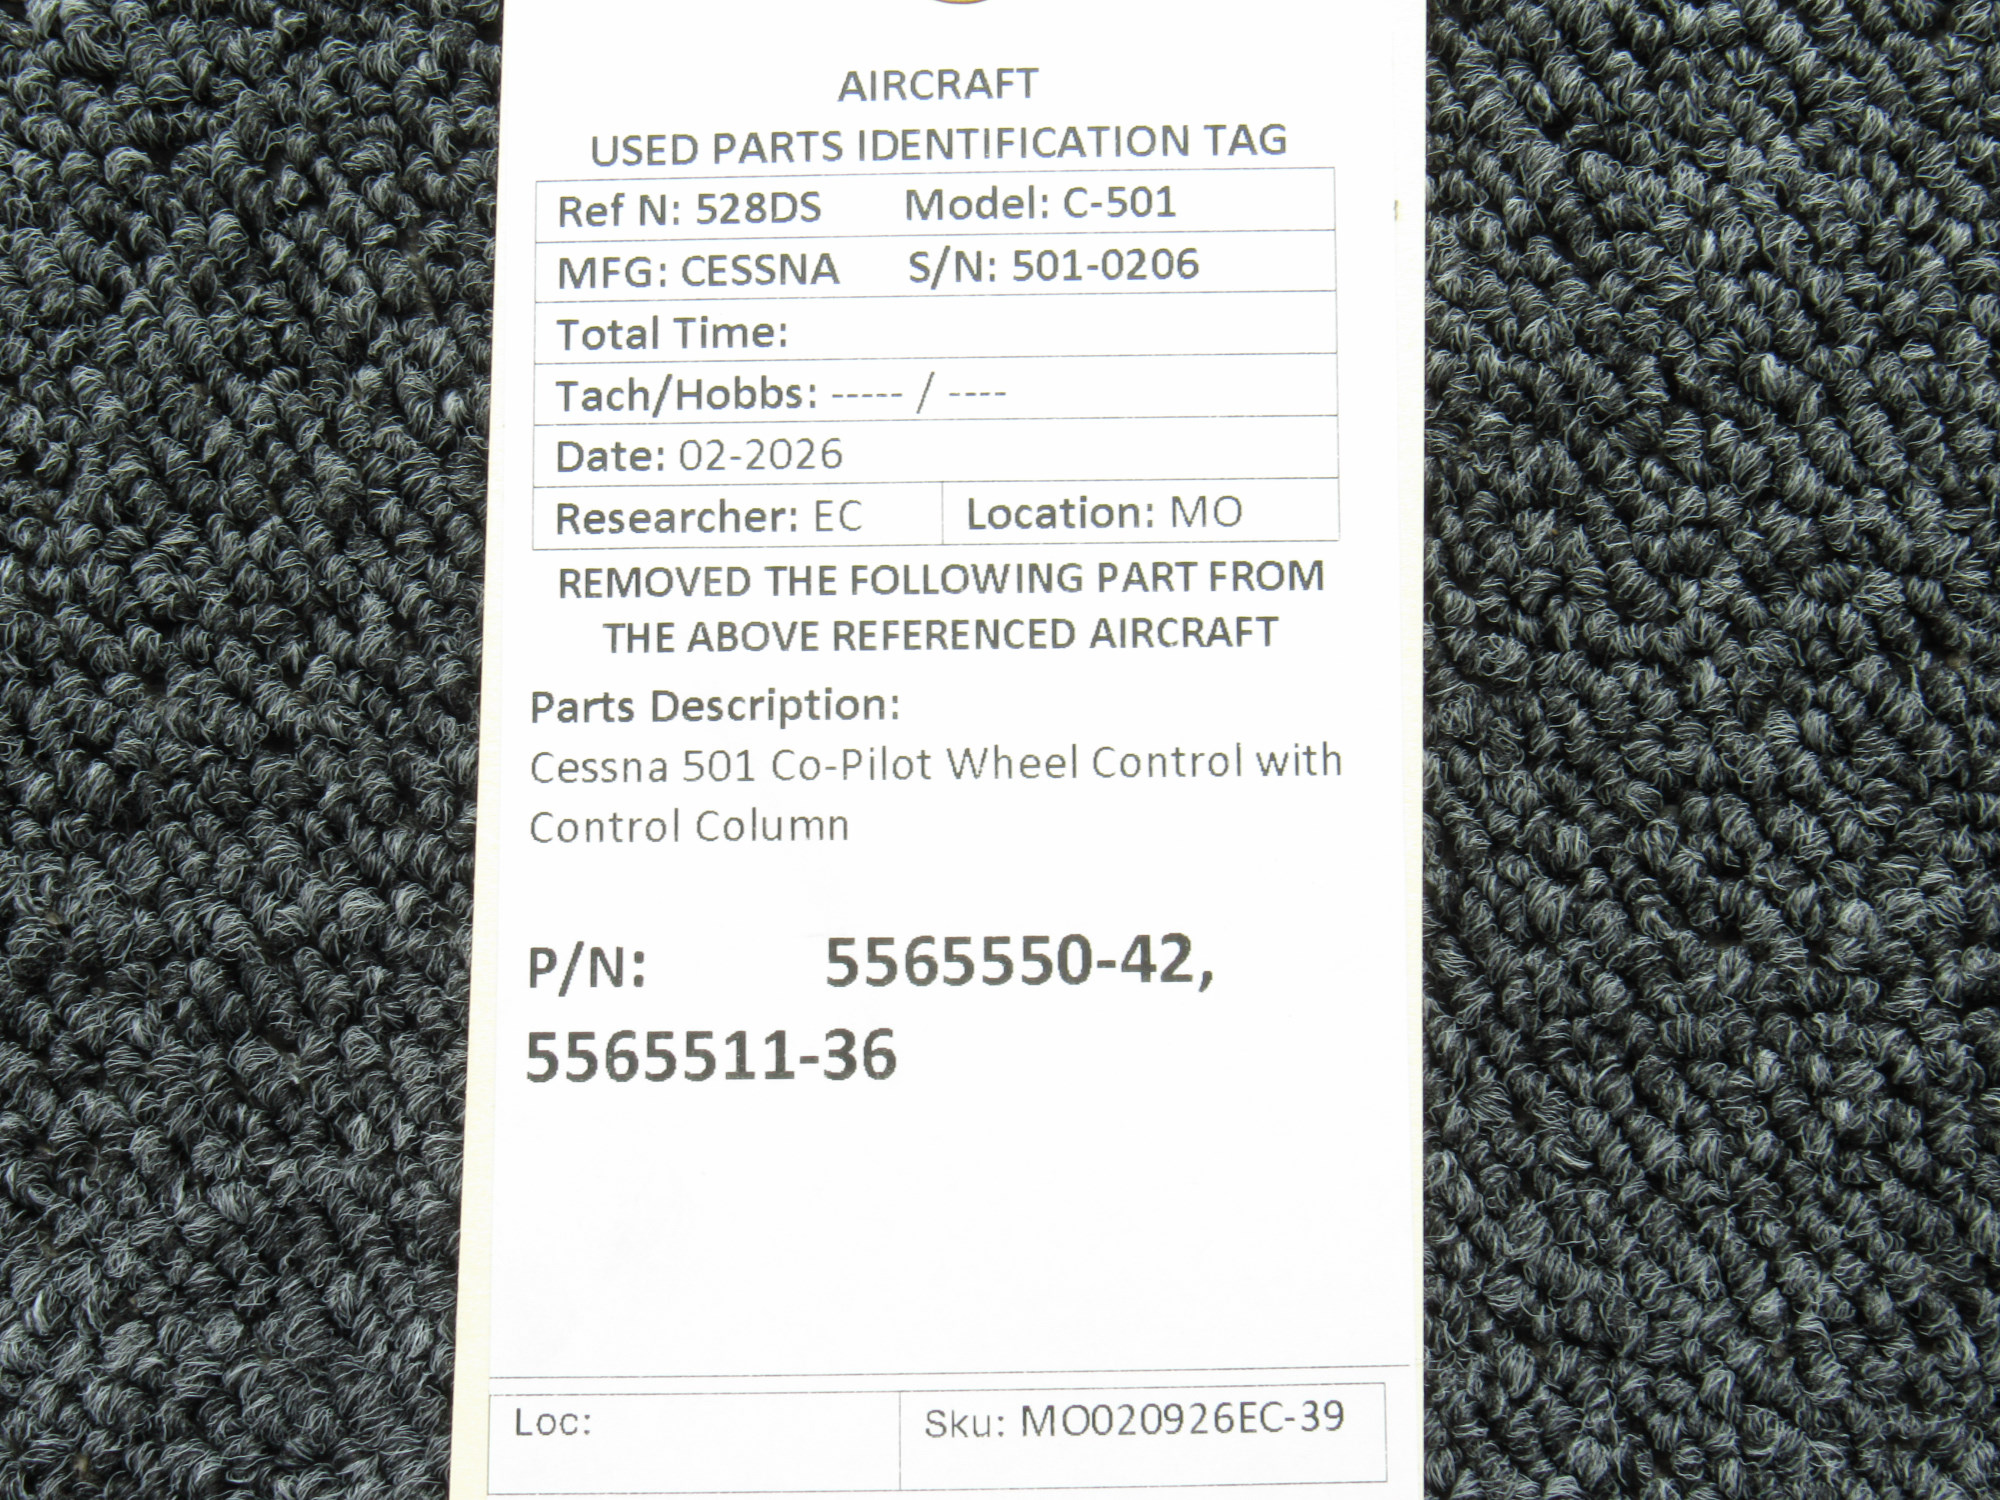 AIRCRAFT
USED PARTS IDENTIFICATION TAG
Ref N: 528DS Model: C-501
MFG: CESSNA S/N: 501-0206
Total Time:
Tach/Hobbs: ----- / ----
Date: 02-2026
Researcher: EC Location: MO
REMOVED THE FOLLOWING PART FROM
THE ABOVE REFERENCED AIRCRAFT
Parts Description:
Cessna 501 Co-Pilot Wheel Control with
Control Column
P/N: 5565550-42,
5565511-36
Loc: Sku: MO020926EC-39